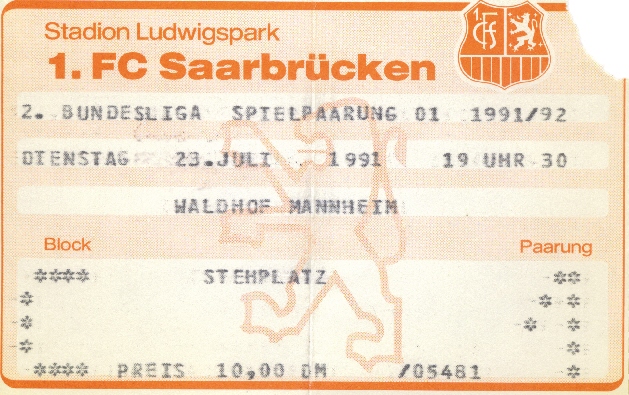 Stadion Ludwigspark
1. FC Saarbrücken
2. BUNDESLIGA SPIELPAARUNG 01 1991/92
DIENSTAG 23.JULI 1991 19 UHR 30
WALDHOF MANNHEIM
Block Paarung
**** STEHPLATZ **
* * *
* * *
* *
**** PREIS 10,00 DM /05481 *